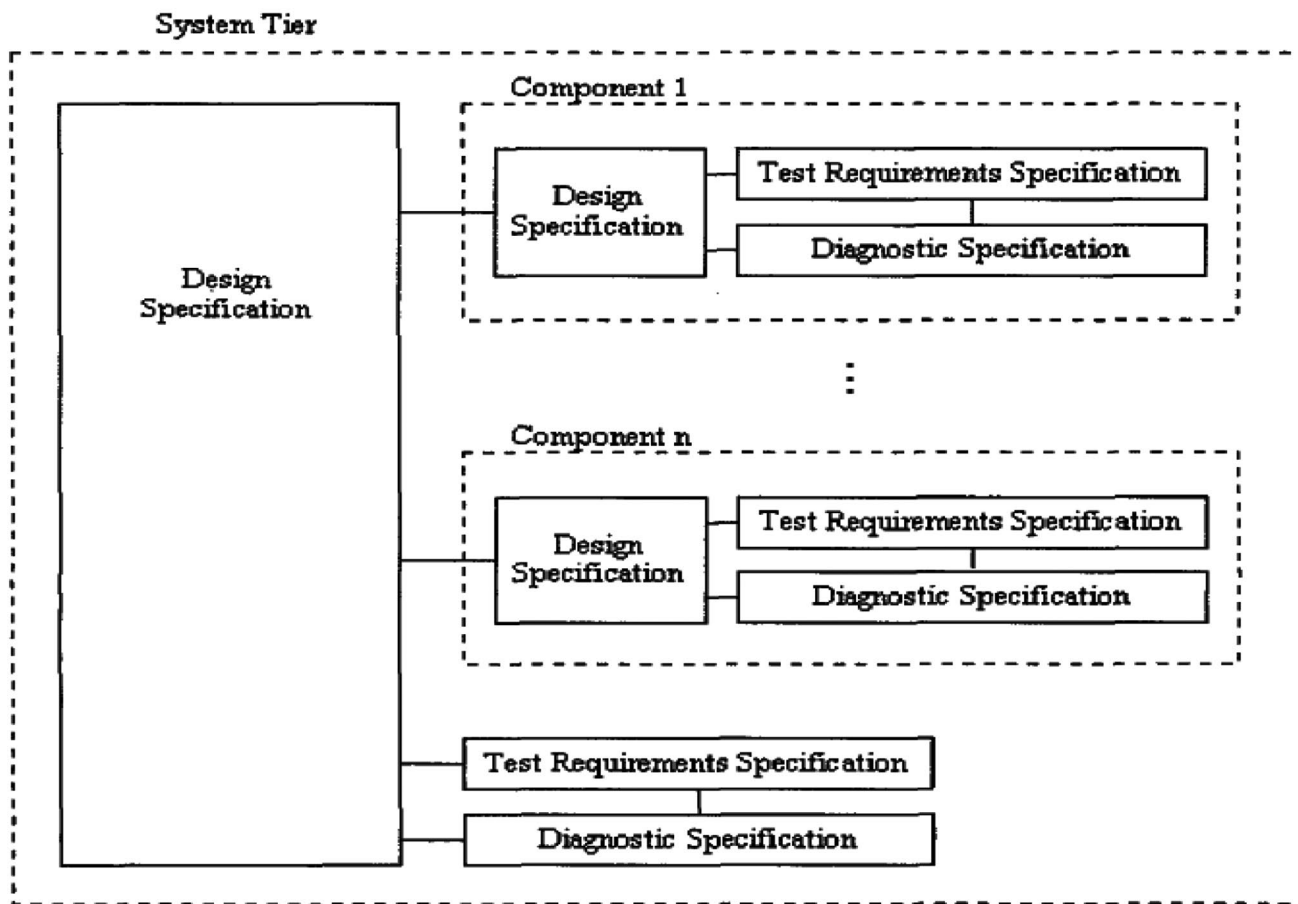 System Tier
Component 1
Design
Specification
Test Requirements Specification
Diagnostic Specification
Design
Specification
⋮
Component n
Design
Specification
Test Requirements Specification
Diagnostic Specification
Test Requirements Specification
Diagnostic Specification